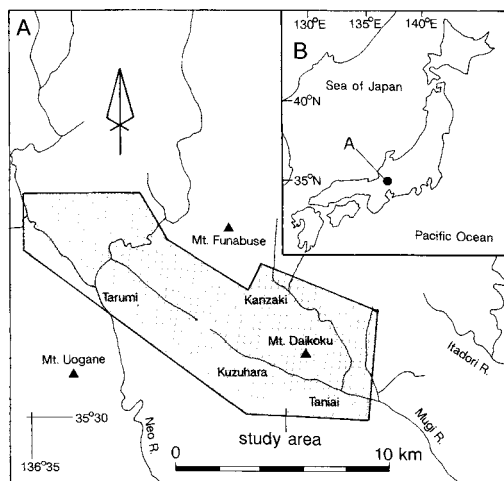 A
B
130°E
135°E
140°E
Sea of Japan
40°N
A
35°N
Pacific Ocean
Mt. Funabuse
Tarumi
Kanzaki
Mt. Daikoku
Mt. Uogane
Kuzuhara
Taniai
Itadori R.
Mugi R.
Neo R.
35°30
136°35
study area
0
10 km